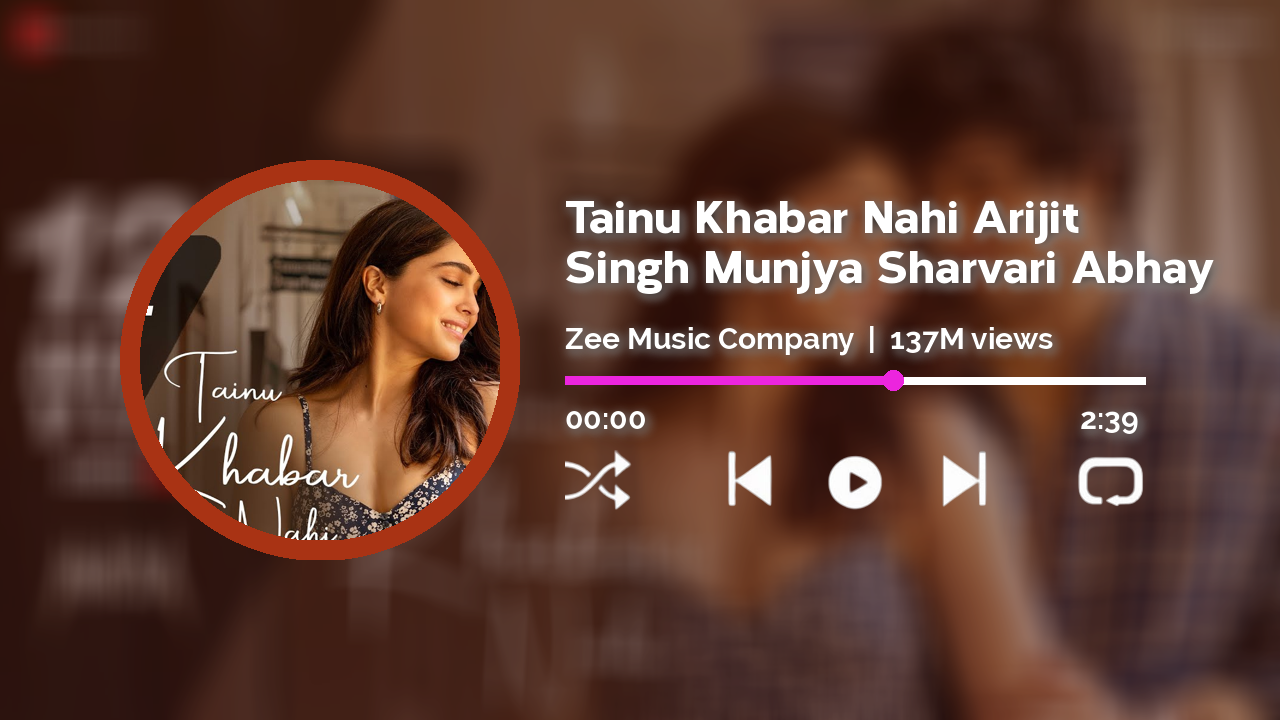 Tainu
Khabar
Nahi
Tainu Khabar Nahi Arijit
Singh Munjya Sharvari Abhay
Zee Music Company | 137M views
00:00
2:39